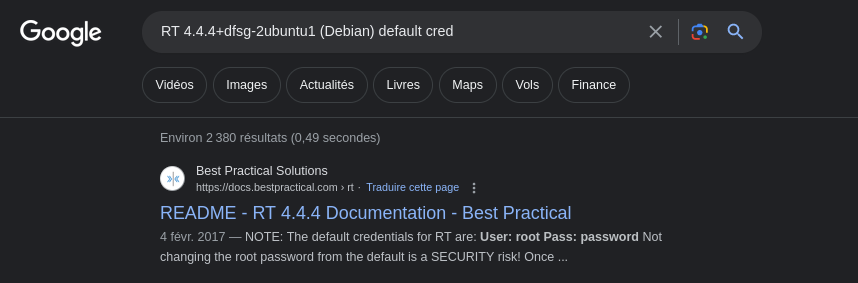 Google
RT 4.4.4+dfsg-2ubuntu1 (Debian) default cred
Vidéos Images Actualités Livres Maps Vols Finance
Environ 2 380 résultats (0,49 secondes)
Best Practical Solutions
https://docs.bestpractical.com › rt · Traduire cette page
README - RT 4.4.4 Documentation - Best Practical
4 févr. 2017 — NOTE: The default credentials for RT are: User: root Pass: password Not
changing the root password from the default is a SECURITY risk! Once ...